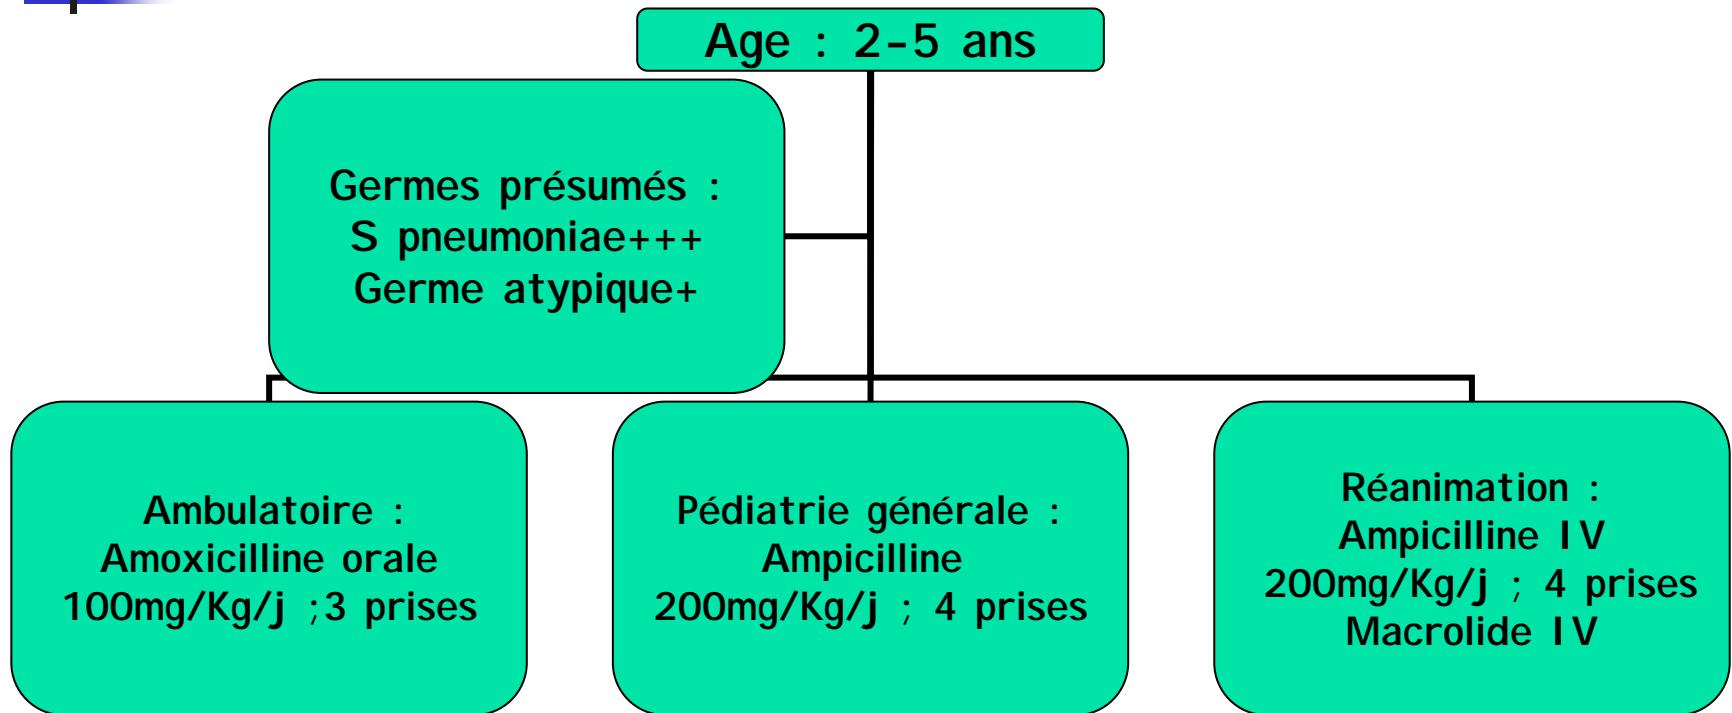 Age : 2-5 ans
Germes présumés :
S pneumoniae+++
Germe atypique+
Ambulatoire :
Amoxicilline orale
100mg/Kg/j ;3 prises
Pédiatrie générale :
Ampicilline
200mg/Kg/j ; 4 prises
Réanimation :
Ampicilline IV
200mg/Kg/j ; 4 prises
Macrolide IV